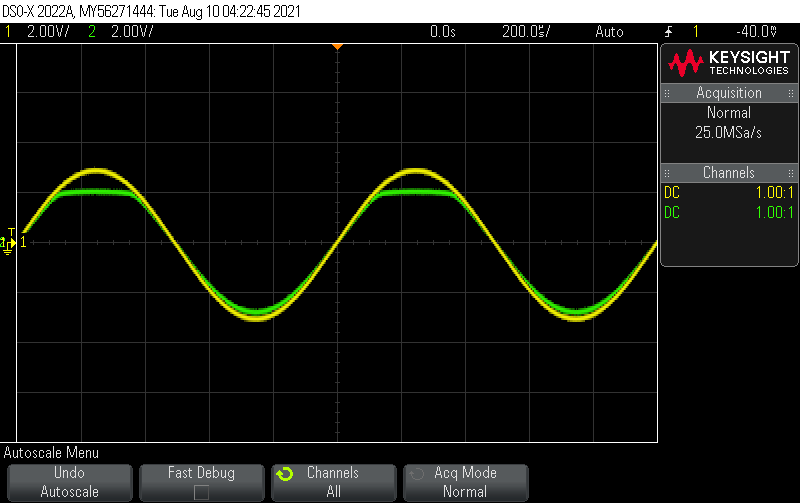 DSO-X 2022A, MY56271444: Tue Aug 10 04:22:45 2021
1 2.00V/ 2 2.00V/ 0.0s 200.0us/ Auto 1 -40.0V
KEYSIGHT
TECHNOLOGIES
Acquisition
Normal
25.0MSa/s
Channels
DC 1.00:1
DC 1.00:1
T
1
Autoscale Menu
Undo
Autoscale
Fast Debug
Channels
All
Acq Mode
Normal